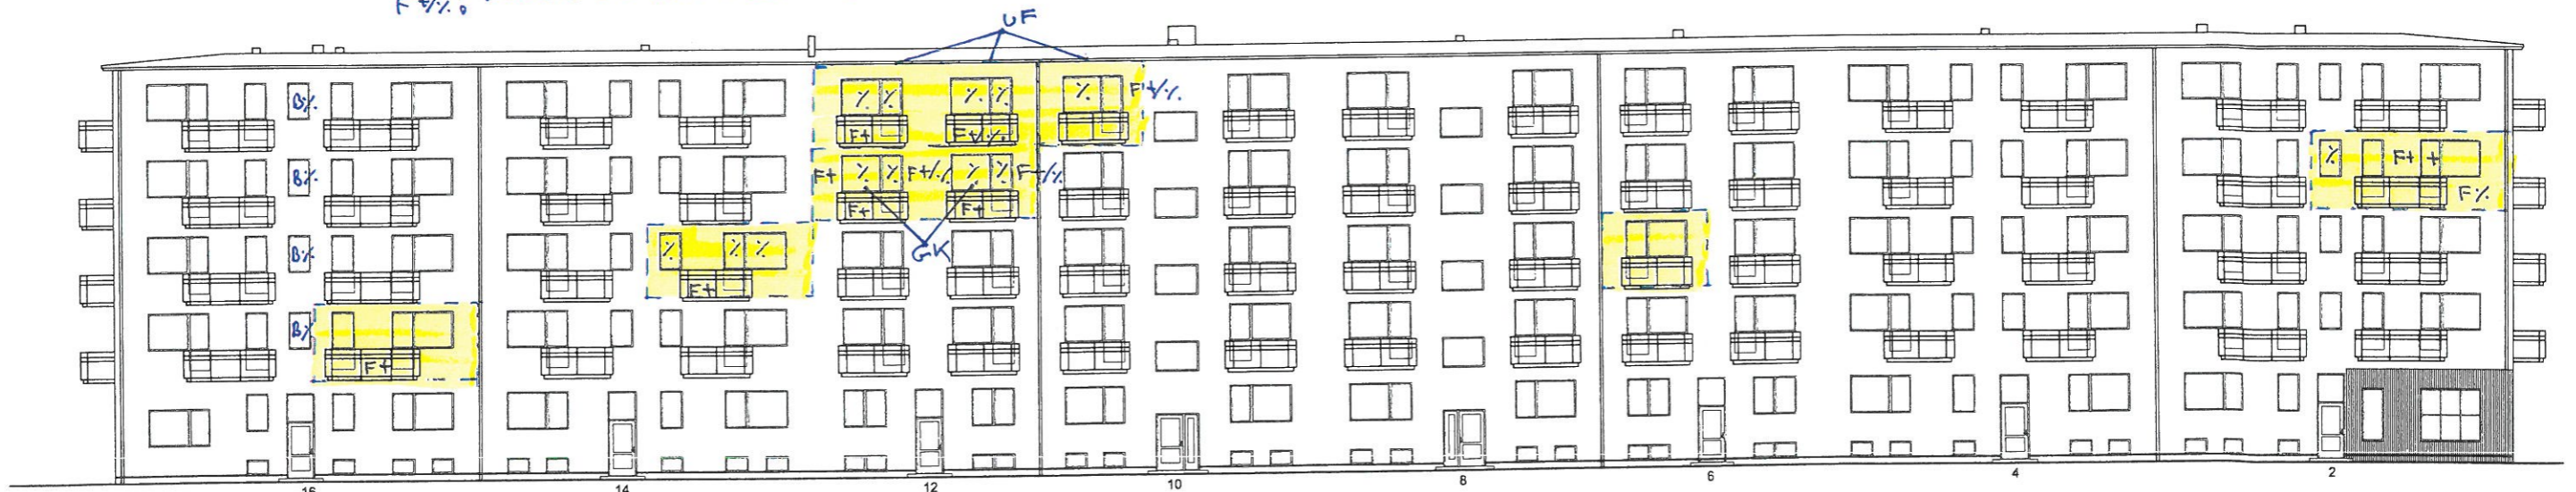 F +/%
UF
B%
% %
% %
%
F+/%
F+
F+/%
B%
F+
% %
F+/%
% %
F+/%
%
F+ +
F%
F+
F+
B%
%
% %
GK
F+
B%
F+
16
14
12
10
8
6
4
2